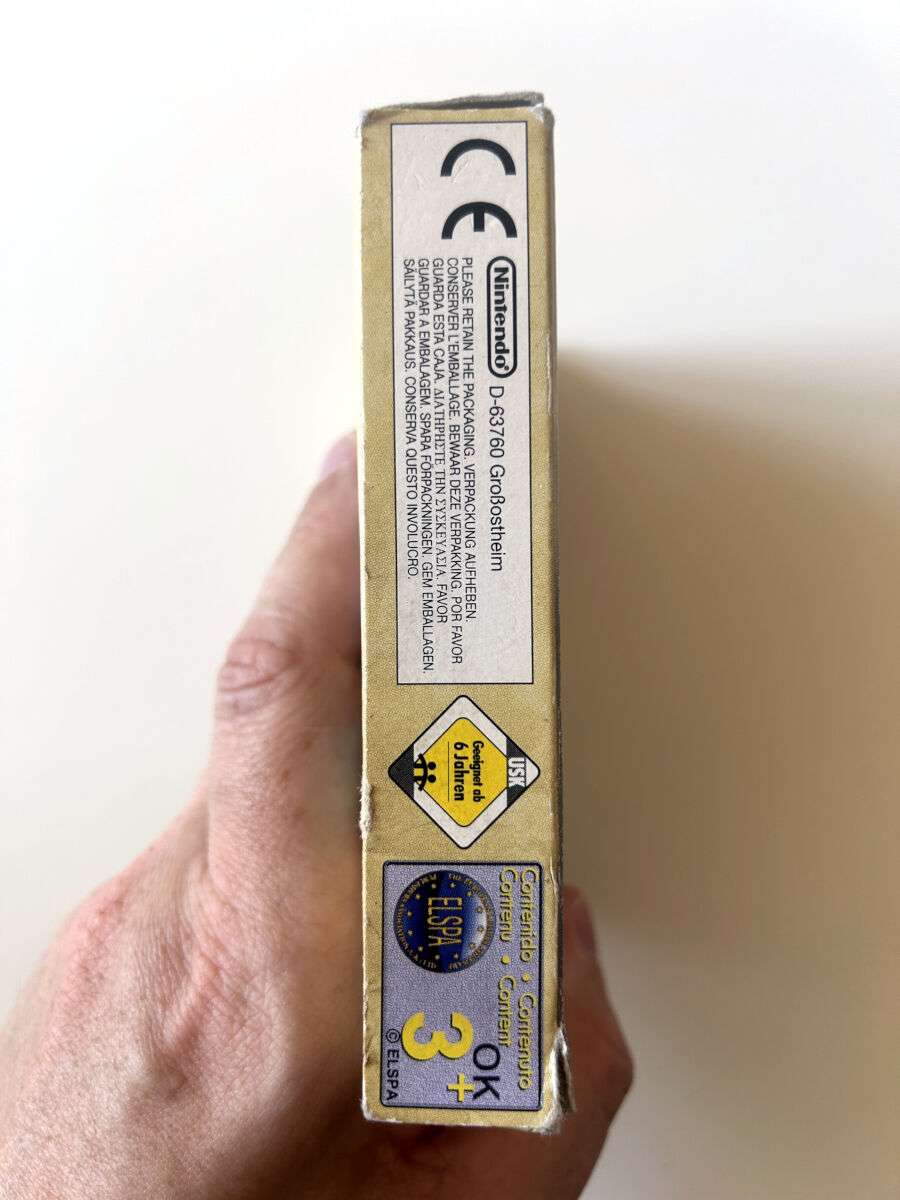 CE
Nintendo® D-63760 Großostheim
PLEASE RETAIN THE PACKAGING. VERPACKUNG AUFHEBEN.
CONSERVER L'EMBALLAGE. BEWAAR DEZE VERPAKKING. POR FAVOR
GUARDA ESTA CAJA. ΔΙΑΤΗΡΗΣΤΕ ΤΗΝ ΣΥΣΚΕΥΑΣΙΑ. FAVOR
GUARDAR A EMBALAGEM. SPARA FÖRPACKNINGEN. GEM EMBALLAGEN.
SÄILYTÄ PAKKAUS. CONSERVA QUESTO INVOLUCRO.
USK
Geeignet ab
6 Jahren
Contenido • Contenuto
Contenu • Content
ELSPA
OK
3+
© ELSPA